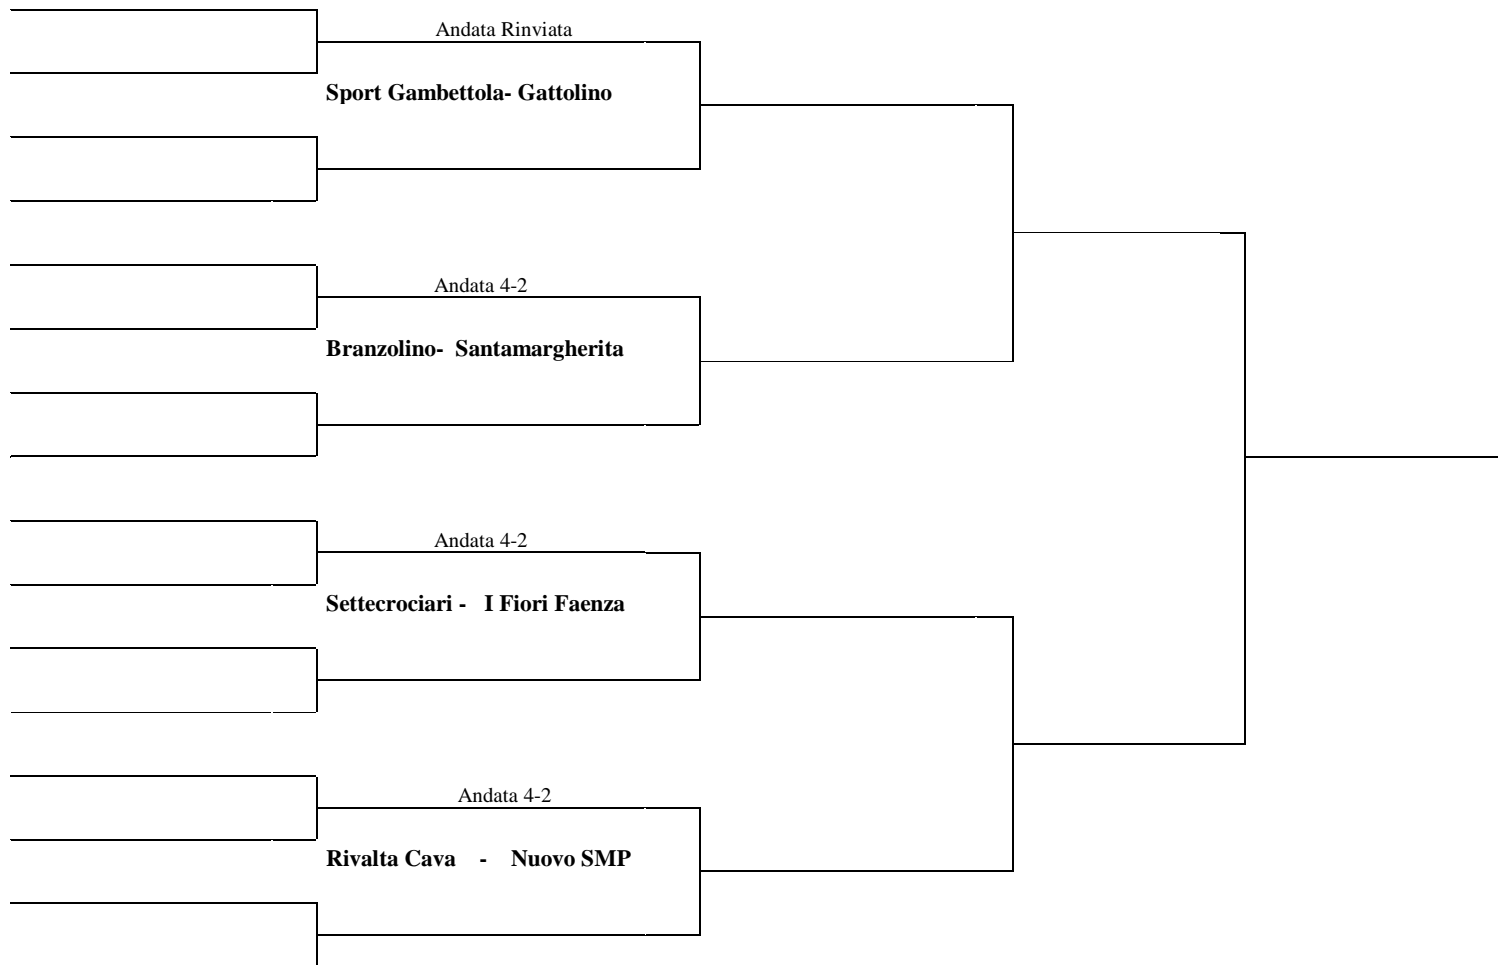 Andata Rinviata
Sport Gambettola- Gattolino
Andata 4-2
Branzolino- Santamargherita
Andata 4-2
Settecrociari - I Fiori Faenza
Andata 4-2
Rivalta Cava - Nuovo SMP